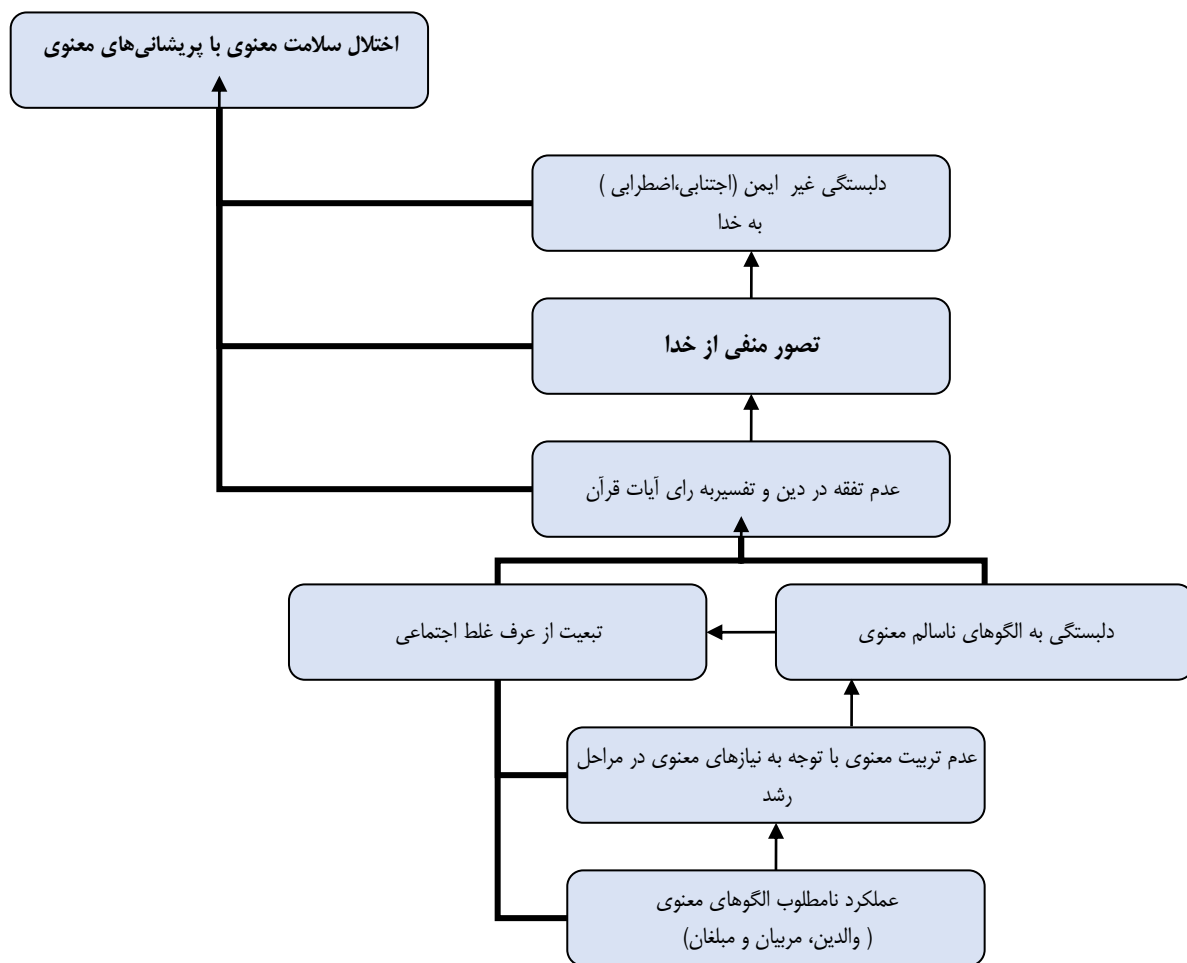 اختلال سلامت معنوی با پریشانی‌های معنوی
دلبستگی غیر ایمن (اجتنابی،اضطرابی )
به خدا
تصور منفی از خدا
عدم تفقه در دین و تفسیربه رای آیات قرآن
دلبستگی به الگوهای ناسالم معنوی
تبعیت از عرف غلط اجتماعی
عدم تربیت معنوی با توجه به نیازهای معنوی در مراحل
رشد
عملکرد نامطلوب الگوهای معنوی
( والدین، مربیان و مبلغان)